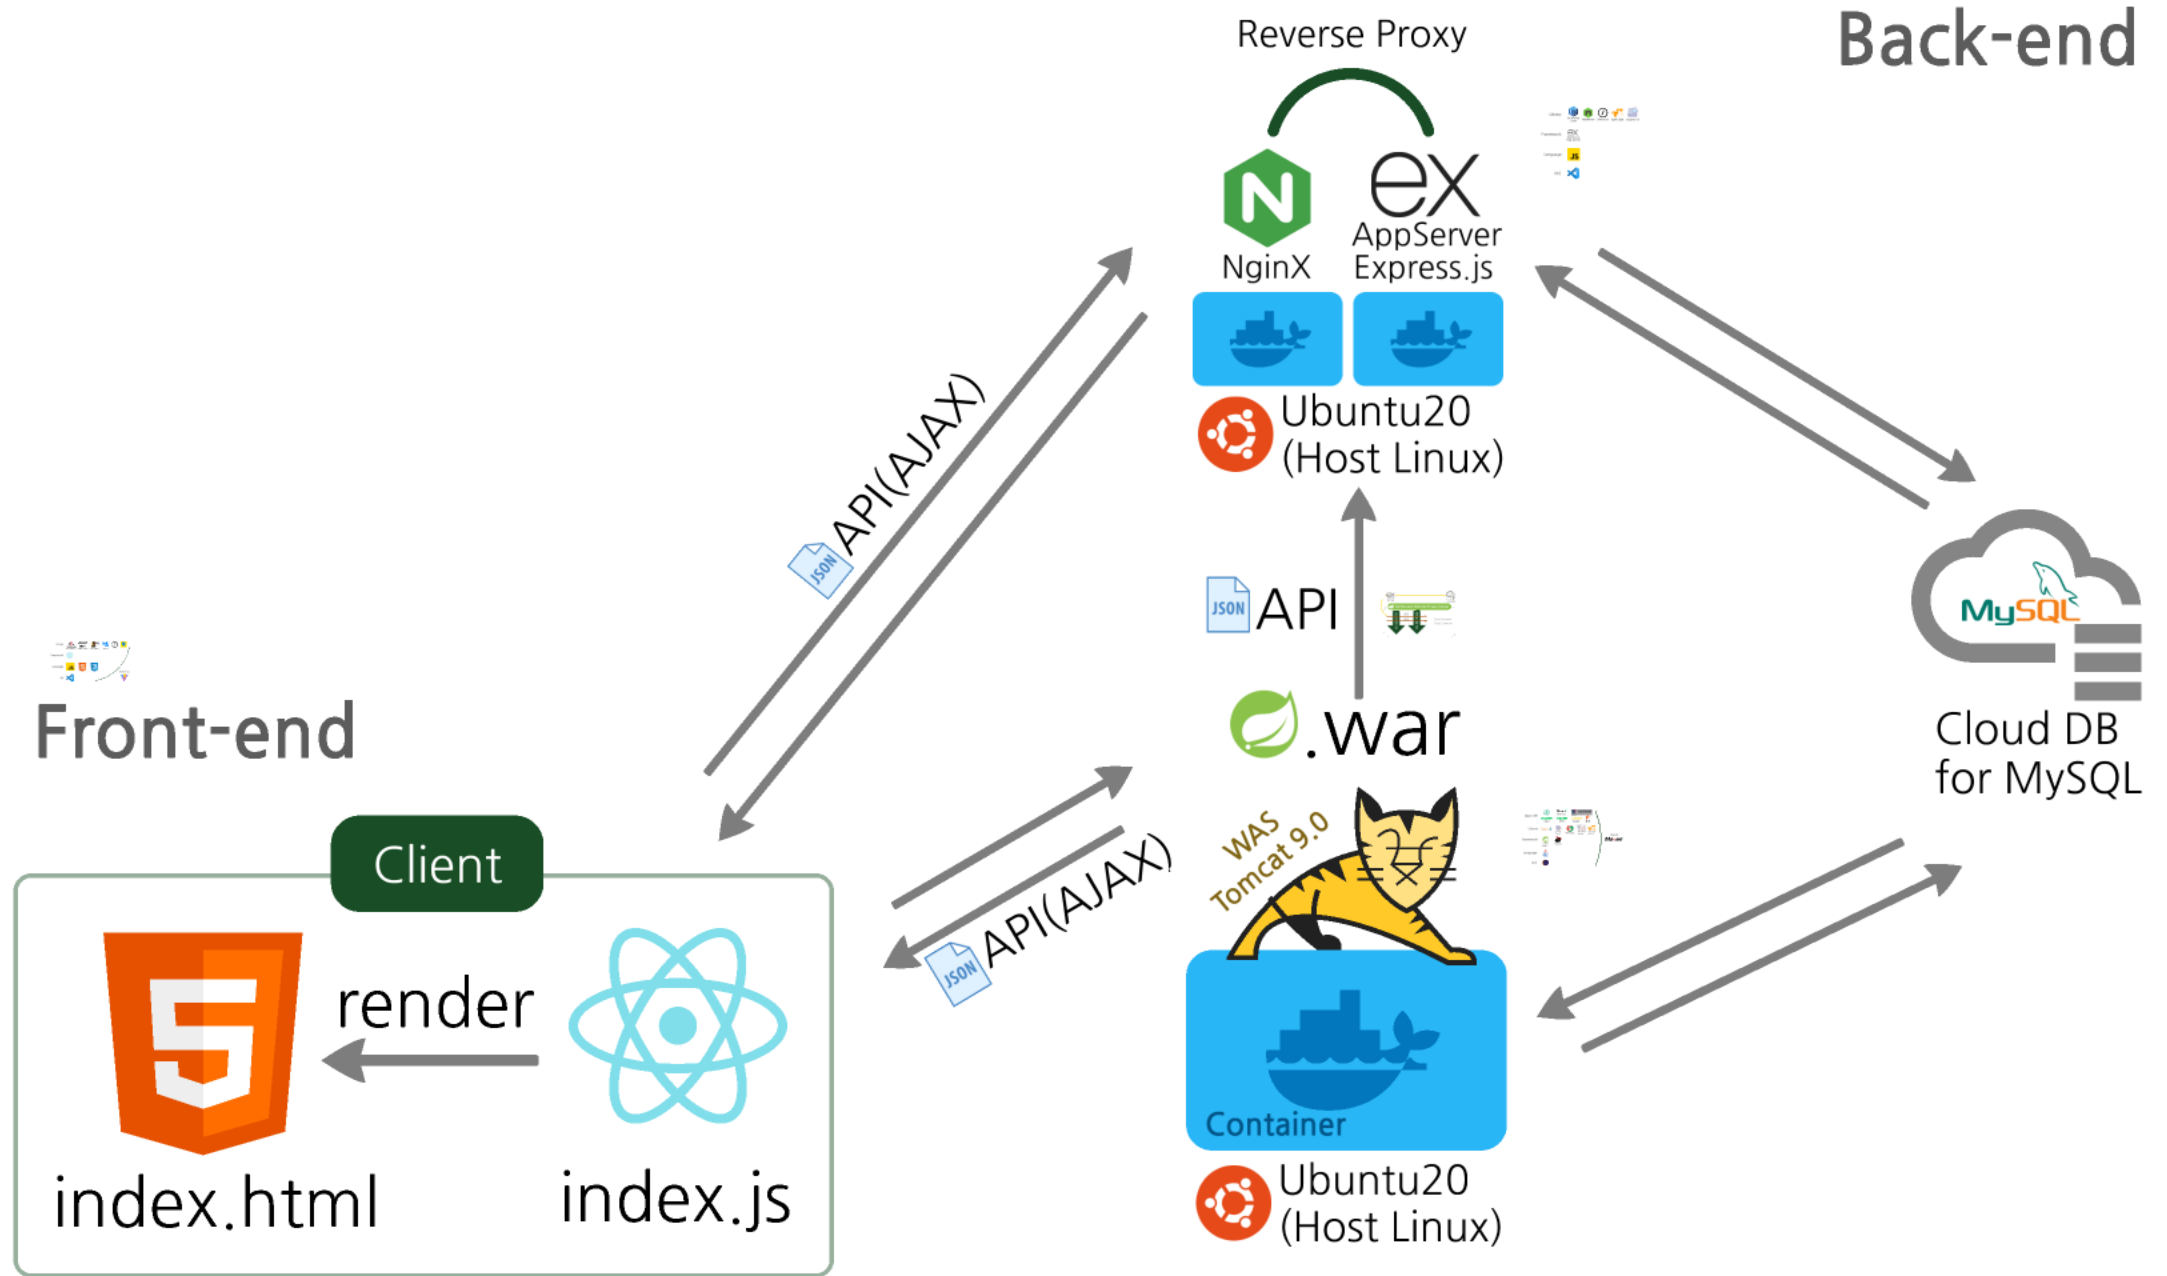 Reverse Proxy
Back-end
ex
AppServer
Express.js
N
NginX
Ubuntu20
(Host Linux)
API(AJAX)
JSON
JSON
API
MySQL
Cloud DB
for MySQL
.war
WAS
Tomcat 9.0
Front-end
Client
render
index.html
index.js
API(AJAX)
JSON
Container
Ubuntu20
(Host Linux)